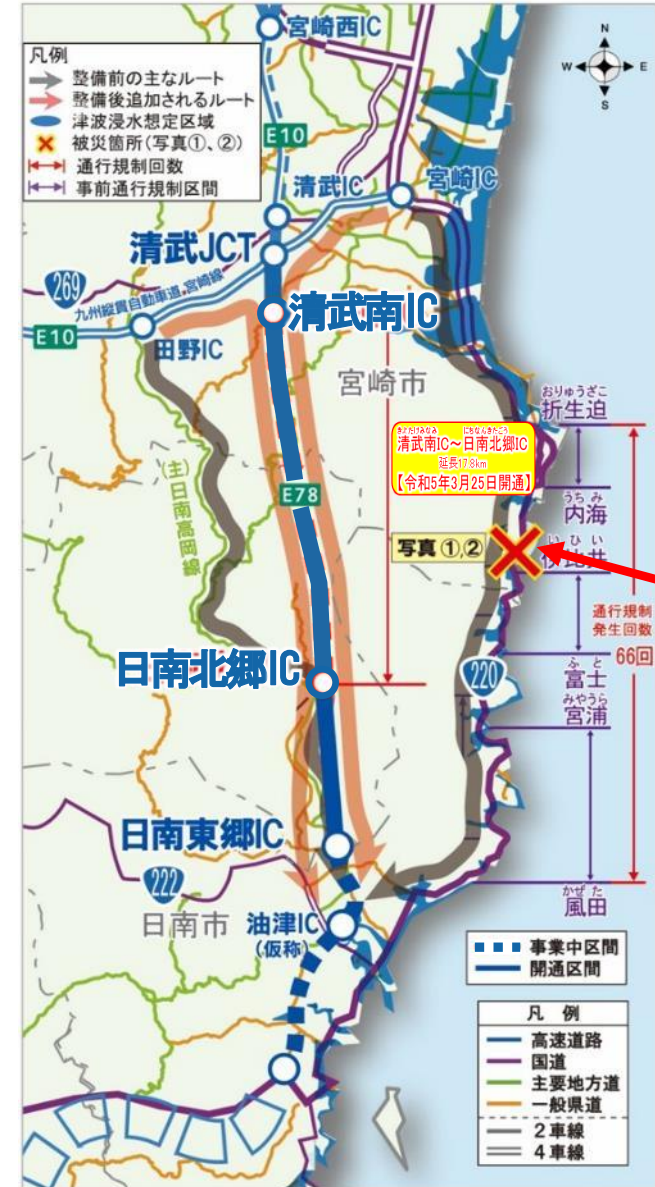 宮崎西IC
N
W
E
S
凡例
整備前の主なルート
整備後追加されるルート
津波浸水想定区域
被災箇所(写真①、②)
通行規制回数
事前通行規制区間
E10
清武IC
宮崎IC
清武JCT
269
九州縦貫自動車道 宮崎線
清武南IC
E10
田野IC
宮崎市
おりゅうざこ
折生迫
きよたけみなみ にちなんきたごう
清武南IC～日南北郷IC
延長17.8km
【令和5年3月25日開通】
(主)日南高岡線
E78
うちみ
内海
写真 ①,②
いひい
伊比井
通行規制
発生回数
66回
日南北郷IC
220
ふと
富士
みやうら
宮浦
日南東郷IC
222
かぜた
風田
日南市
油津IC
(仮称)
事業中区間
開通区間
凡 例
高速道路
国道
主要地方道
一般県道
2車線
4車線